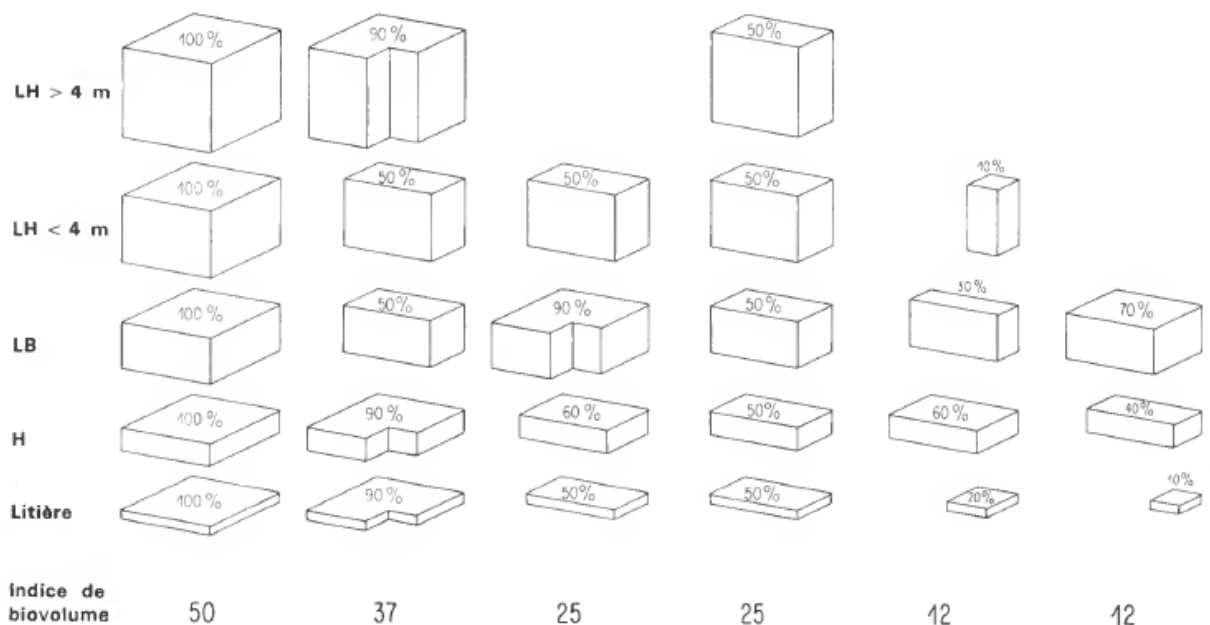 LH > 4 m 100% 90% 50%
LH < 4 m 100% 50% 50% 50% 10%
LB 100% 50% 90% 50% 30% 70%
H 100% 90% 60% 50% 60% 40%
Litière 100% 90% 50% 50% 20% 10%
Indice de
biovolume 50 37 25 25 12 12